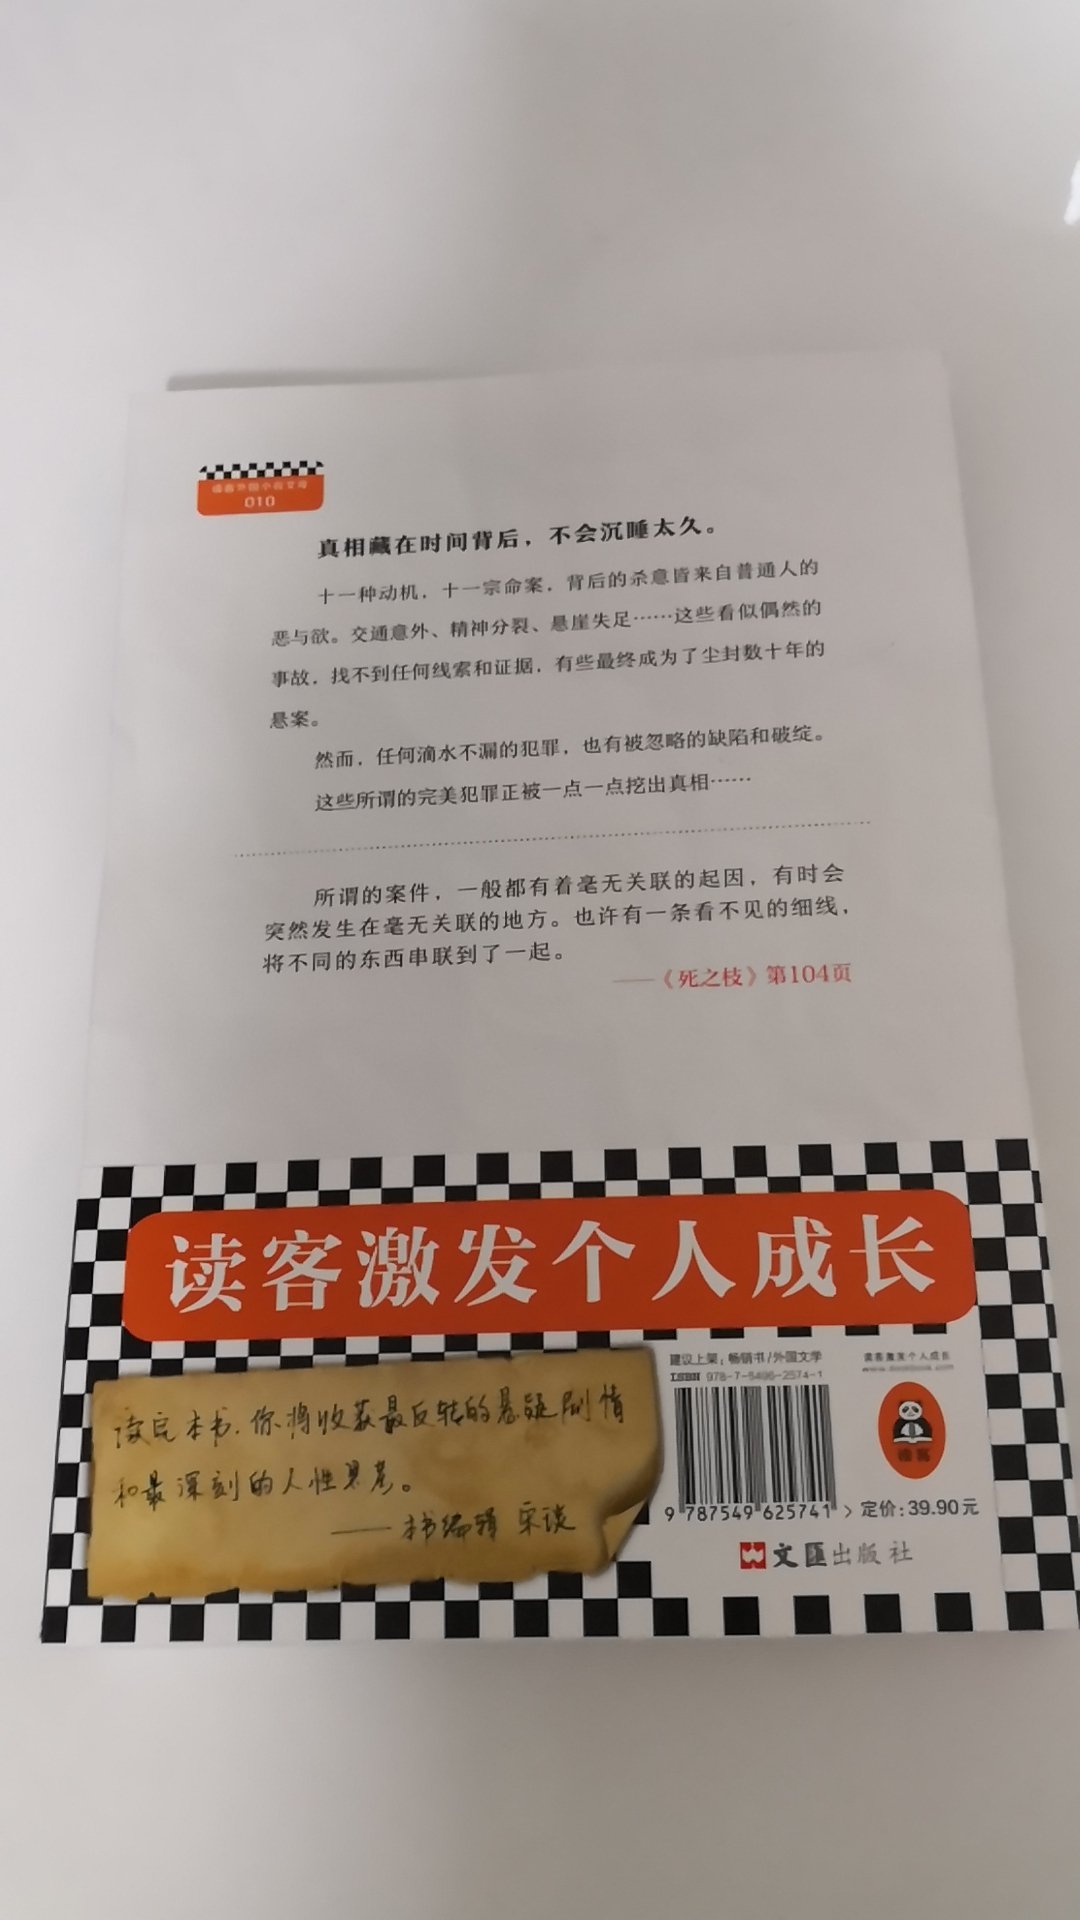 读客外国小说文库
010
真相藏在时间背后，不会沉睡太久。
十一种动机，十一宗命案，背后的杀意皆来自普通人的
恶与欲。交通意外、精神分裂、悬崖失足……这些看似偶然的
事故，找不到任何线索和证据，有些最终成为了尘封数十年的
悬案。
然而，任何滴水不漏的犯罪，也有被忽略的缺陷和破绽。
这些所谓的完美犯罪正被一点一点挖出真相……
所谓的案件，一般都有着毫无关联的起因，有时会
突然发生在毫无关联的地方。也许有一条看不见的细线，
将不同的东西串联到了一起。
——《死之枝》第104页
读客激发个人成长
读完本书，你将收获最反转的悬疑剧情
和最深刻的人性思考。
——本书编辑 宋谈
建议上架：畅销书/外国文学
ISBN 978-7-5496-2574-1
9 787549 625741 >
读客激发个人成长
读客
定价：39.90元
文汇出版社